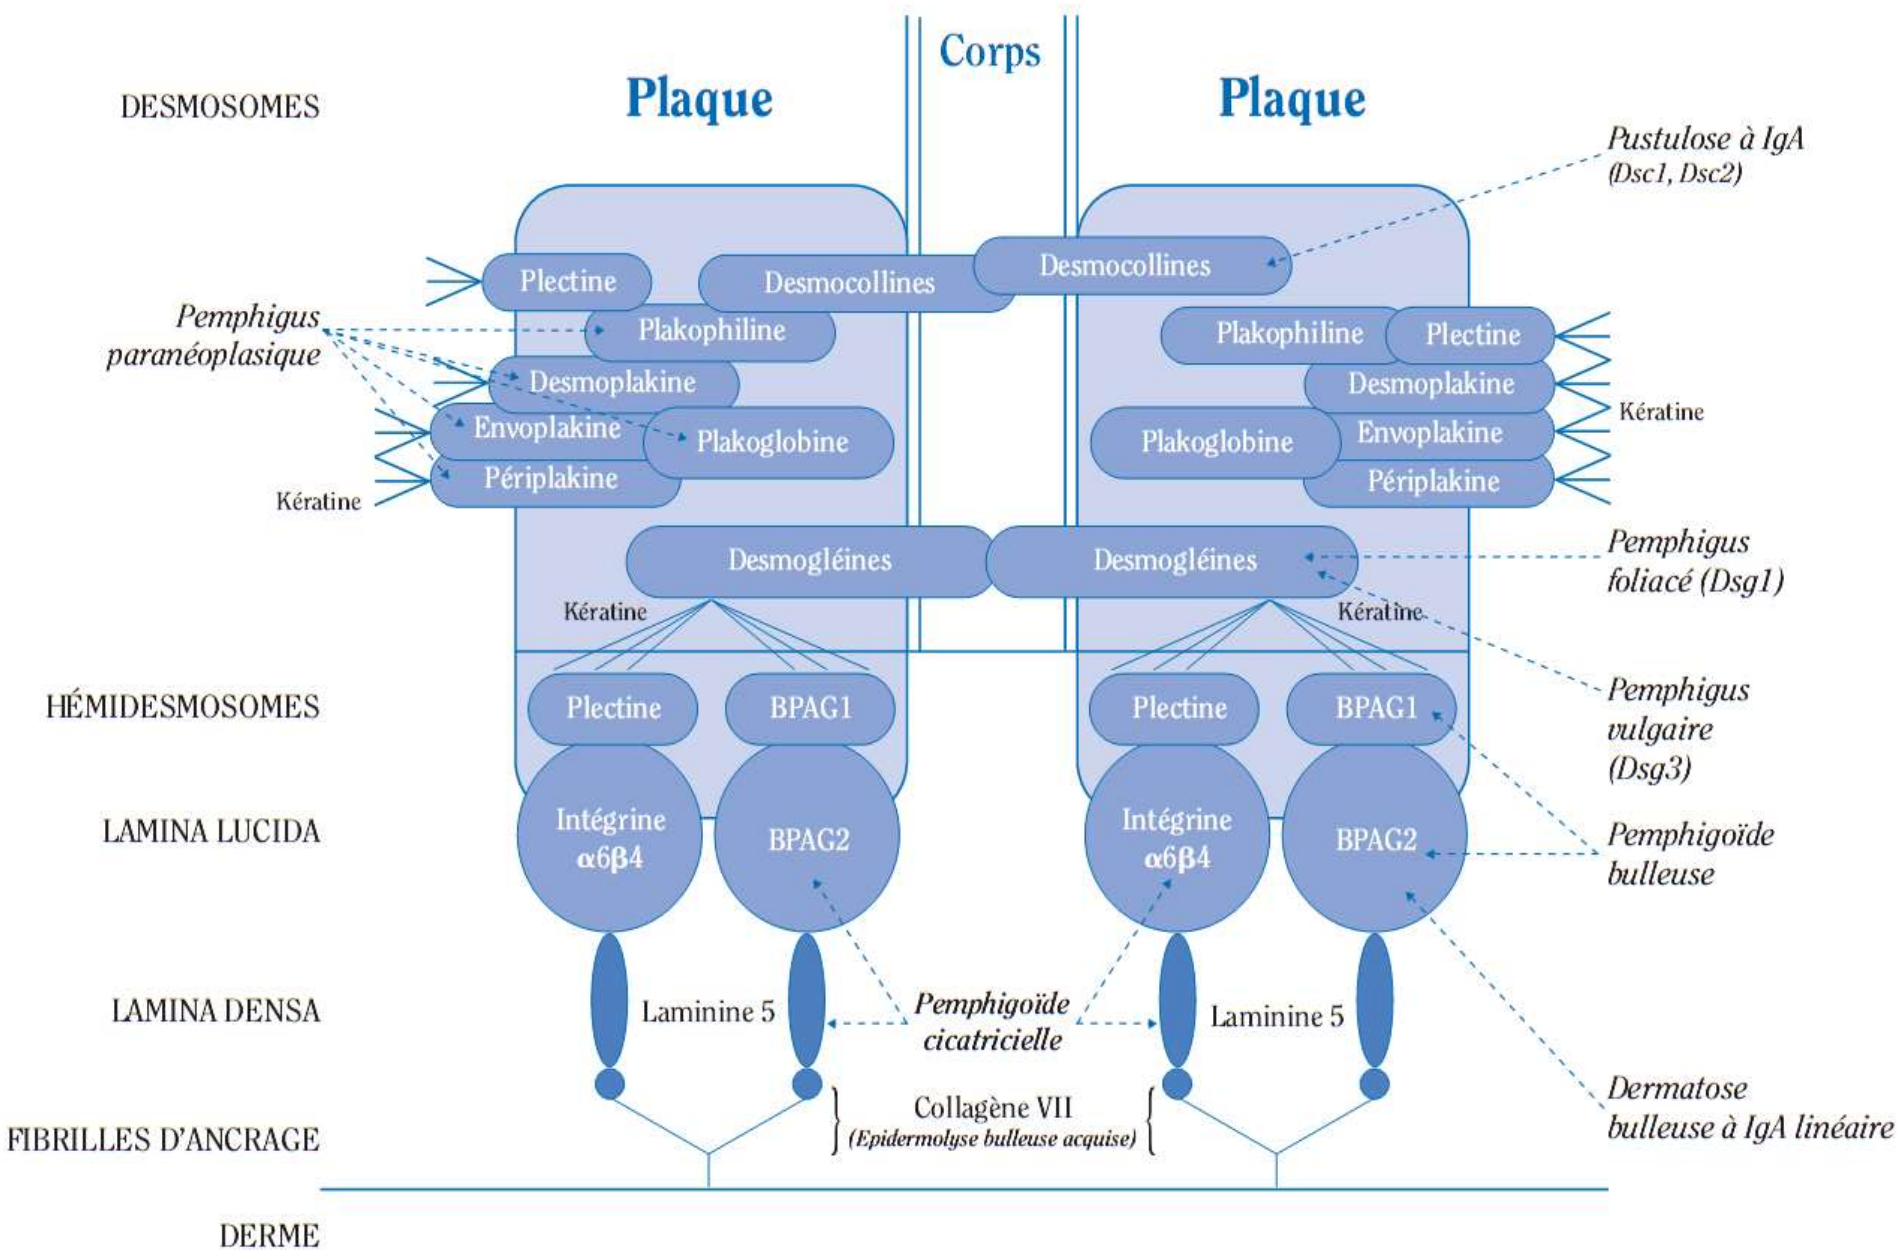 Corps
Plaque
Plaque
DESMOSOMES
Pustulose à IgA
(Dsc1, Dsc2)
Desmocollines
Desmocollines
Plectine
Pemphigus
paranéoplasique
Plakophiline
Plakophiline
Plectine
Desmoplakine
Desmoplakine
Kératine
Envoplakine
Envoplakine
Plakoglobine
Plakoglobine
Périplakine
Périplakine
Kératine
Pemphigus
foliacé (Dsg1)
Desmogléines
Desmogléines
Kératine
Kératine
HÉMIDESMOSOMES
Plectine
BPAG1
Plectine
BPAG1
Pemphigus
vulgaire
(Dsg3)
LAMINA LUCIDA
Intégrine
α6β4
BPAG2
Intégrine
α6β4
BPAG2
Pemphigoïde
bulleuse
LAMINA DENSA
Laminine 5
Pemphigoïde
cicatricielle
Laminine 5
Dermatose
bulleuse à IgA linéaire
FIBRILLES D'ANCRAGE
Collagène VII
(Epidermolyse bulleuse acquise)
DERME